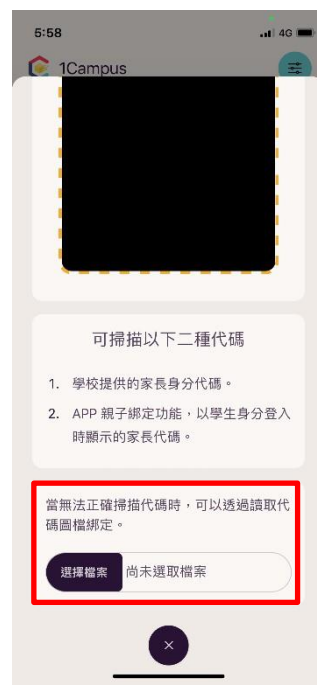 5:58
4G
1Campus
可掃描以下二種代碼
1. 學校提供的家長身分代碼。
2. APP 親子綁定功能，以學生身分登入
時顯示的家長代碼。
當無法正確掃描代碼時，可以透過讀取代
碼圖檔綁定。
選擇檔案 尚未選取檔案
×